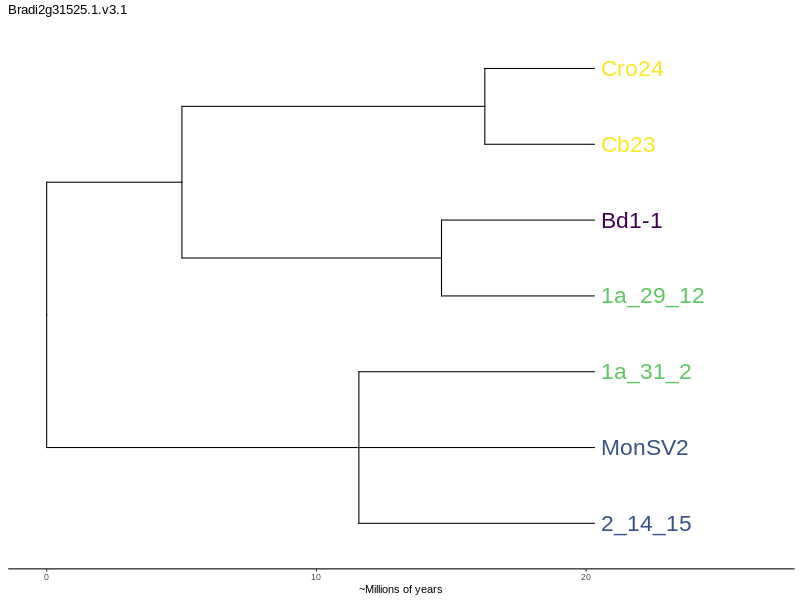 Bradi2g31525.1.v3.1
Cro24
Cb23
Bd1-1
1a_29_12
1a_31_2
MonSV2
2_14_15
0 10 20
~Millions of years